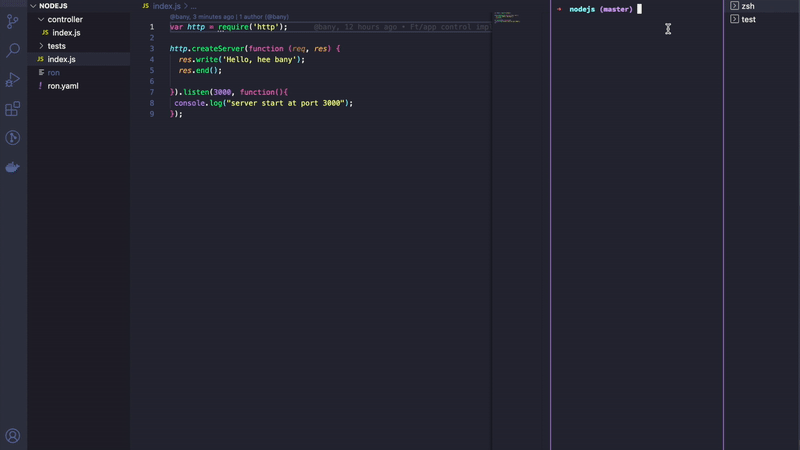 NODEJS
controller
JS index.js
tests
JS index.js
ron
! ron.yaml
JS index.js > ...
@bany, 3 minutes ago | 1 author (@bany)
1 var http = require('http'); @bany, 12 hours ago • Ft/app control imp
2
3 http.createServer(function (req, res) {
4 res.write('Hello, hee bany');
5 res.end();
6
7 }).listen(3000, function(){
8 console.log("server start at port 3000");
9 });
→ nodejs (master)
zsh
test